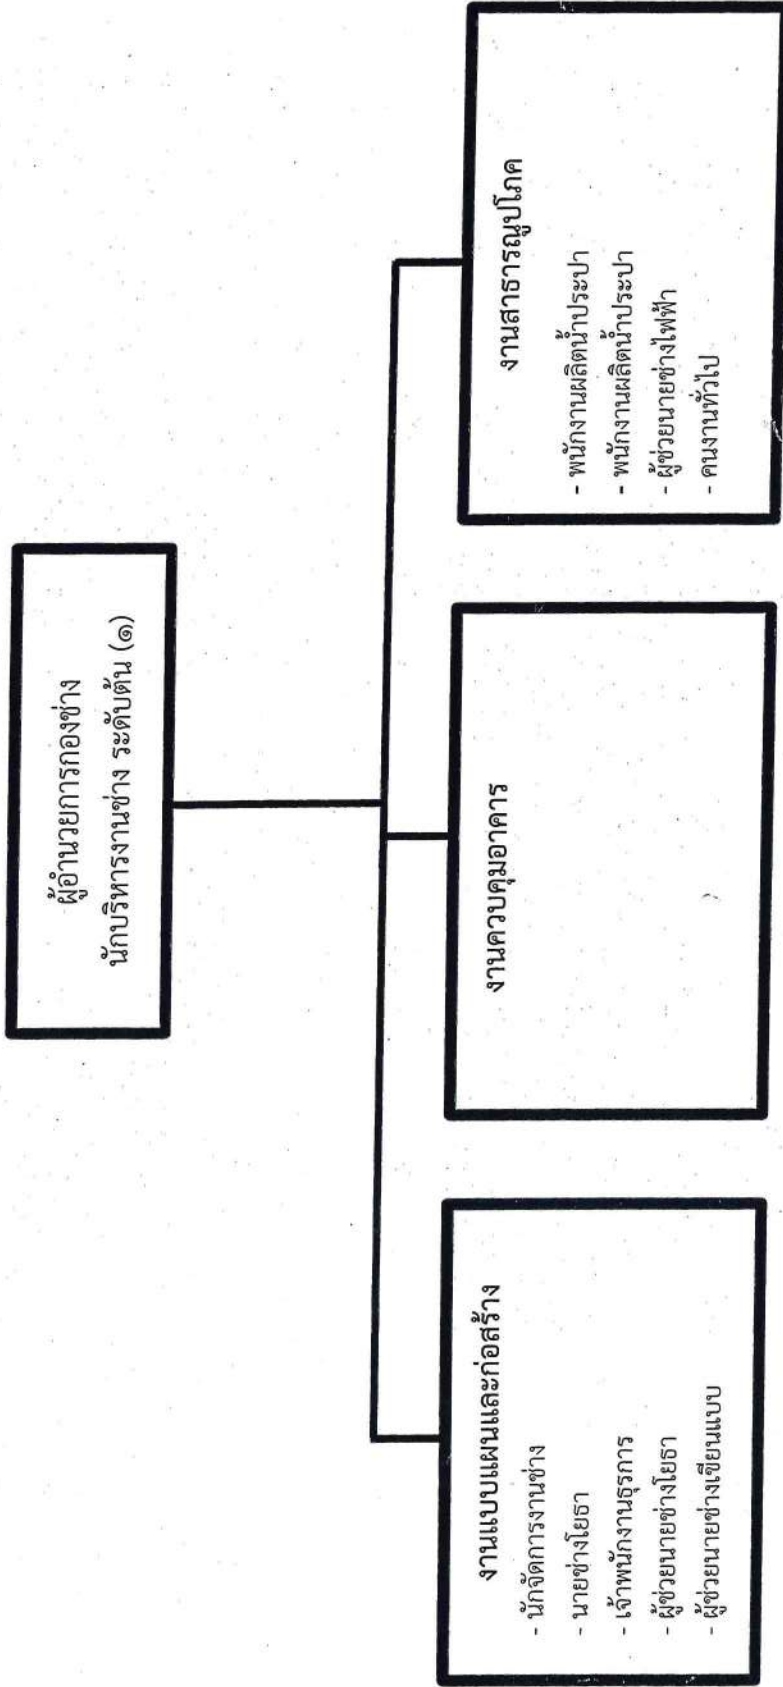 ผู้อำนวยการกองช่าง
นักบริหารงานช่าง ระดับต้น (๑)
งานแบบแผนและก่อสร้าง
- นักจัดการงานช่าง
- นายช่างโยธา
- เจ้าพนักงานธุรการ
- ผู้ช่วยนายช่างโยธา
- ผู้ช่วยนายช่างเขียนแบบ
งานควบคุมอาคาร
งานสาธารณูปโภค
- พนักงานผลิตน้ำประปา
- พนักงานผลิตน้ำประปา
- ผู้ช่วยนายช่างไฟฟ้า
- คนงานทั่วไป